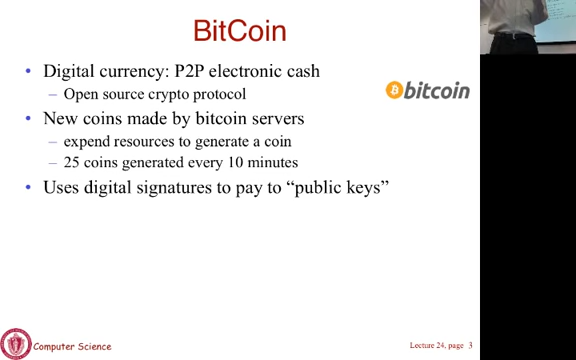 BitCoin
• Digital currency: P2P electronic cash
– Open source crypto protocol
bitcoin
• New coins made by bitcoin servers
– expend resources to generate a coin
– 25 coins generated every 10 minutes
• Uses digital signatures to pay to “public keys”
Computer Science
Lecture 24, page 3